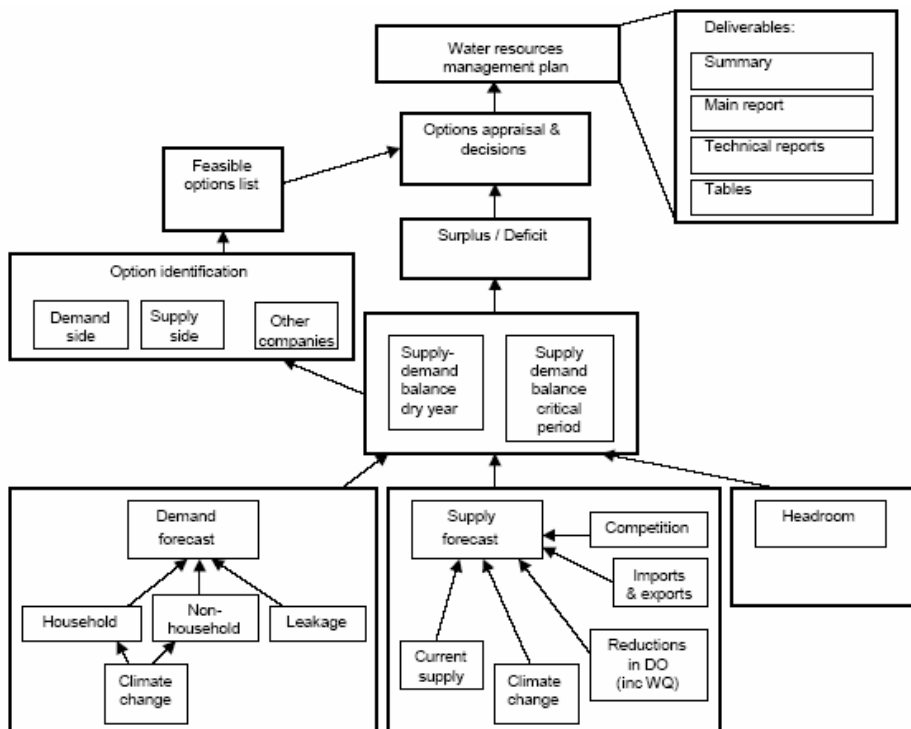 Water resources
management plan
Deliverables:
Summary
Main report
Technical reports
Tables
Options appraisal &
decisions
Feasible
options list
Surplus / Deficit
Option identification
Demand
side
Supply
side
Other
companies
Supply-
demand
balance
dry year
Supply
demand
balance
critical
period
Demand
forecast
Household
Non-
household
Leakage
Climate
change
Supply
forecast
Competition
Imports
& exports
Reductions
in DO
(inc WQ)
Current
supply
Climate
change
Headroom